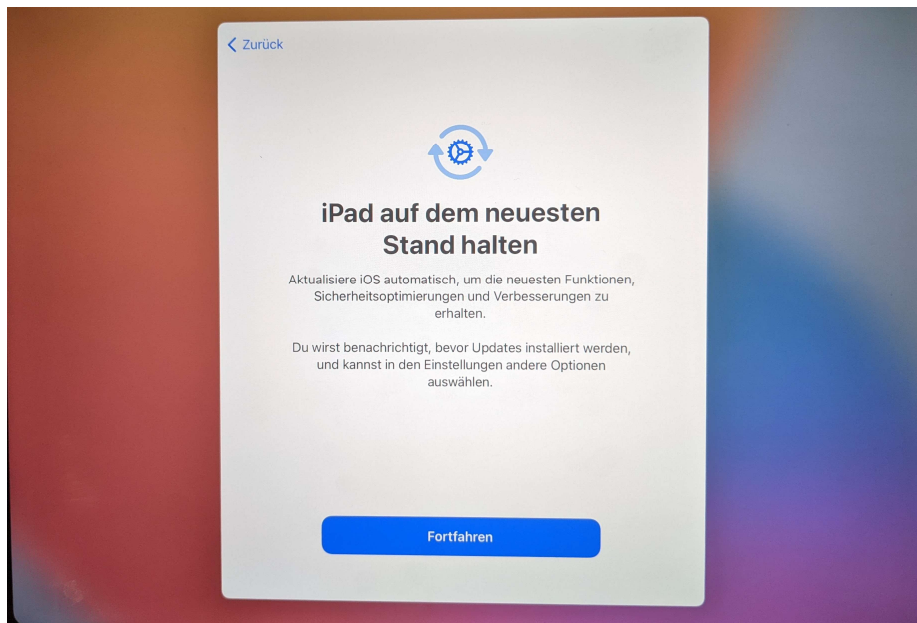 Zurück
iPad auf dem neuesten
Stand halten
Aktualisiere iOS automatisch, um die neuesten Funktionen,
Sicherheitsoptimierungen und Verbesserungen zu
erhalten.
Du wirst benachrichtigt, bevor Updates installiert werden,
und kannst in den Einstellungen andere Optionen
auswählen.
Fortfahren